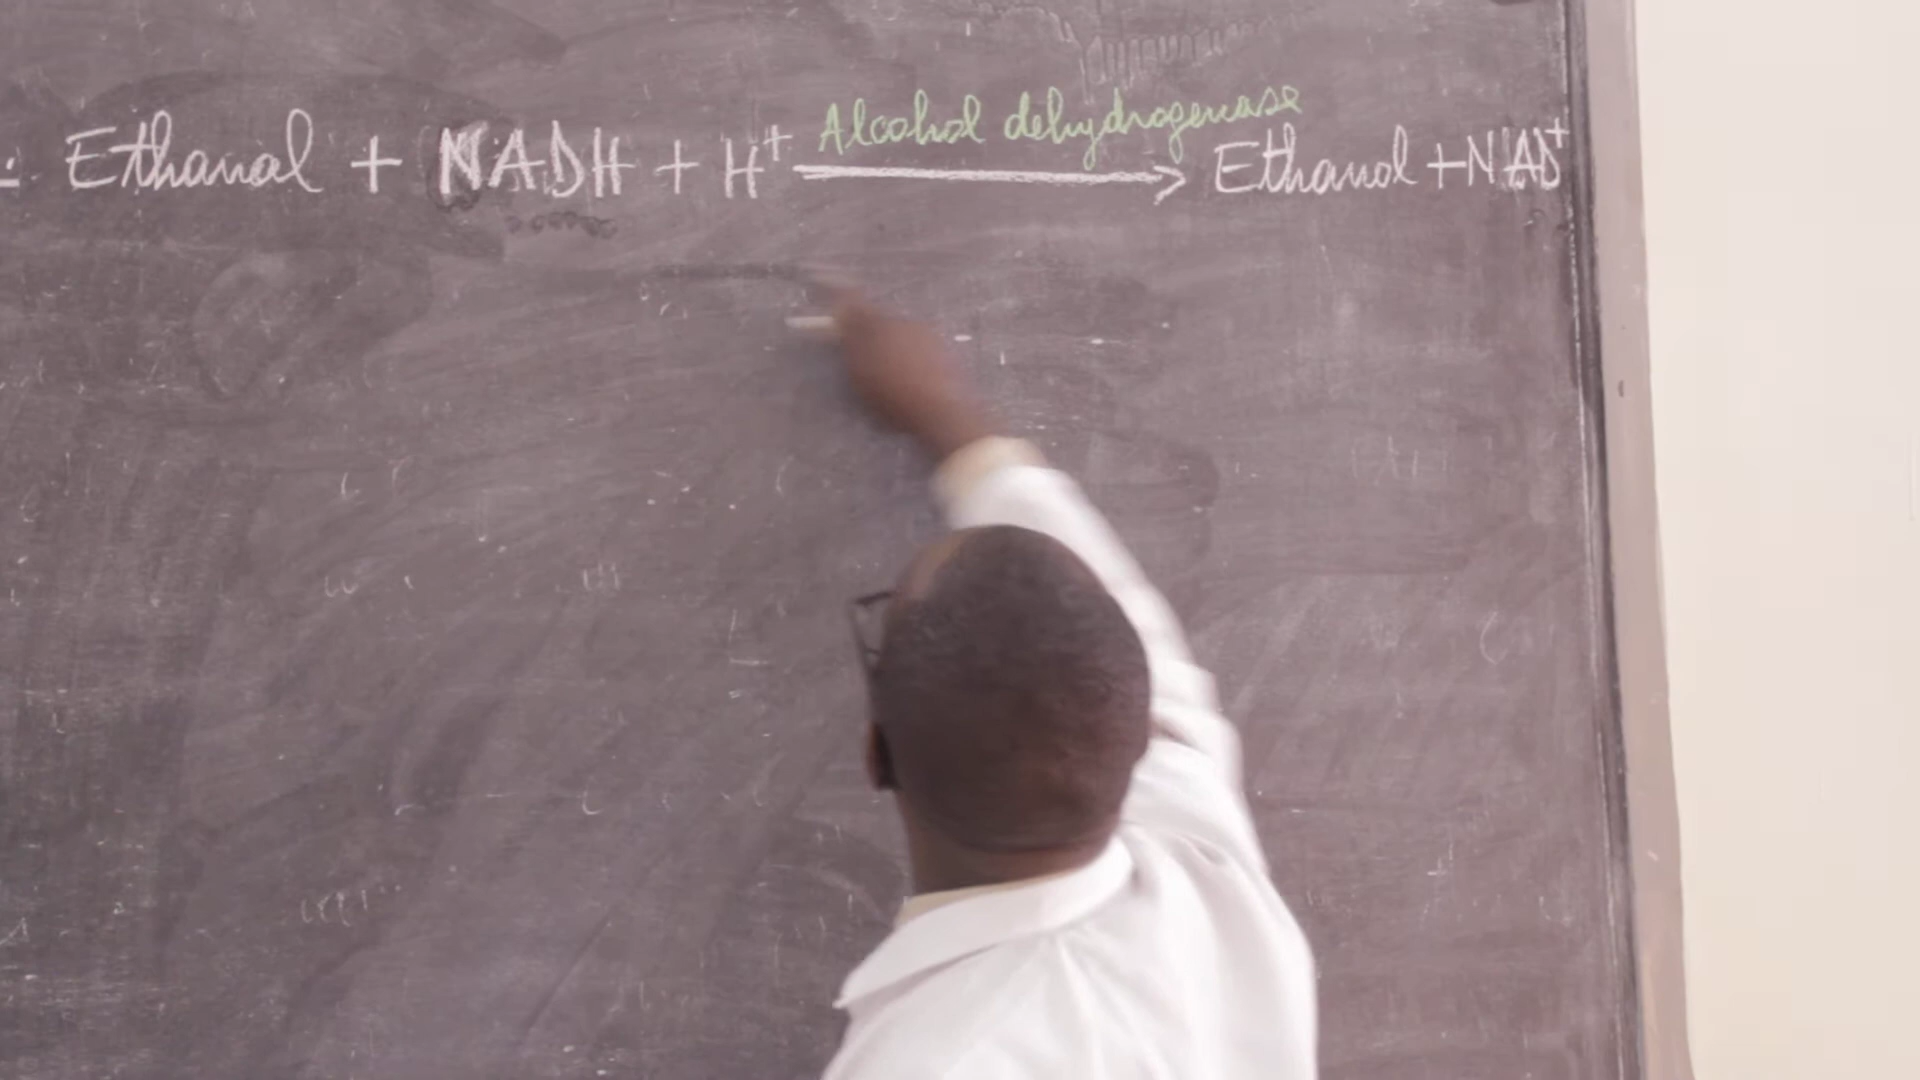 Alcohol dehydrogenase
: Ethanal + NADH + H⁺ ⟶ Ethanol + NAD⁺